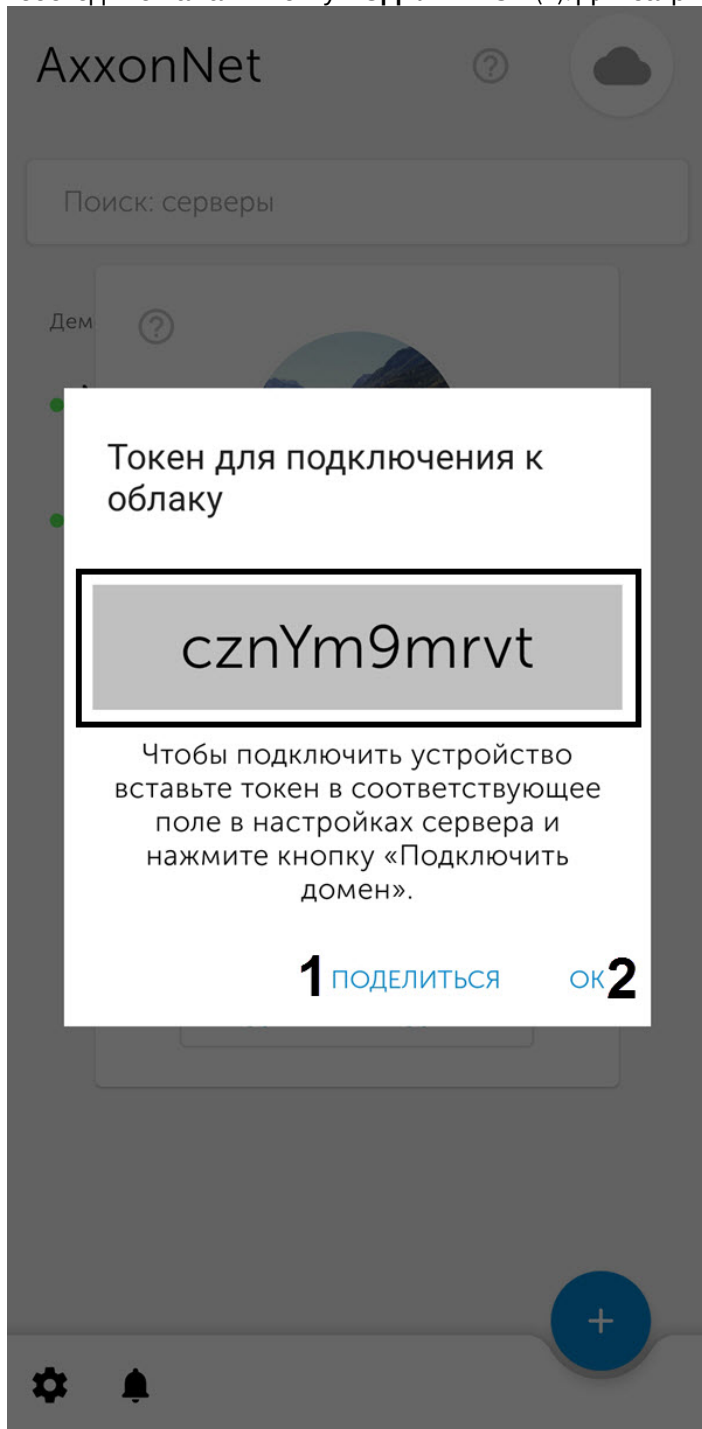 AxxonNet
Поиск: серверы
Дем
Токен для подключения к
облаку
cznYm9mrvt
Чтобы подключить устройство
вставьте токен в соответствующее
поле в настройках сервера и
нажмите кнопку «Подключить
домен».
1 ПОДЕЛИТЬСЯ ОК 2